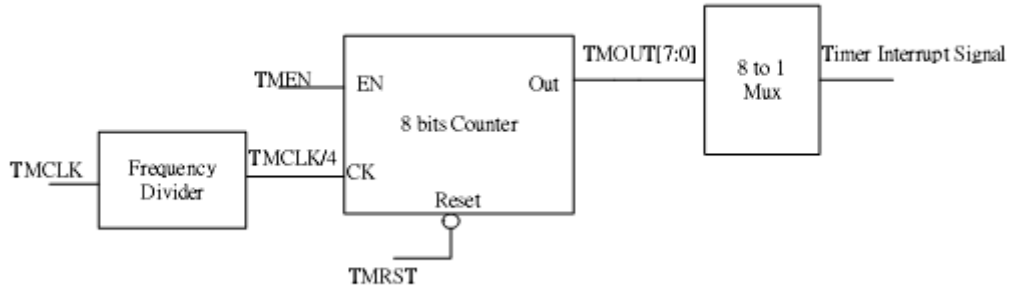 TMOUT[7:0]
Timer Interrupt Signal
8 to 1
Mux
TMEN
EN
Out
8 bits Counter
TMCLK
Frequency
Divider
TMCLK/4
CK
Reset
TMRST